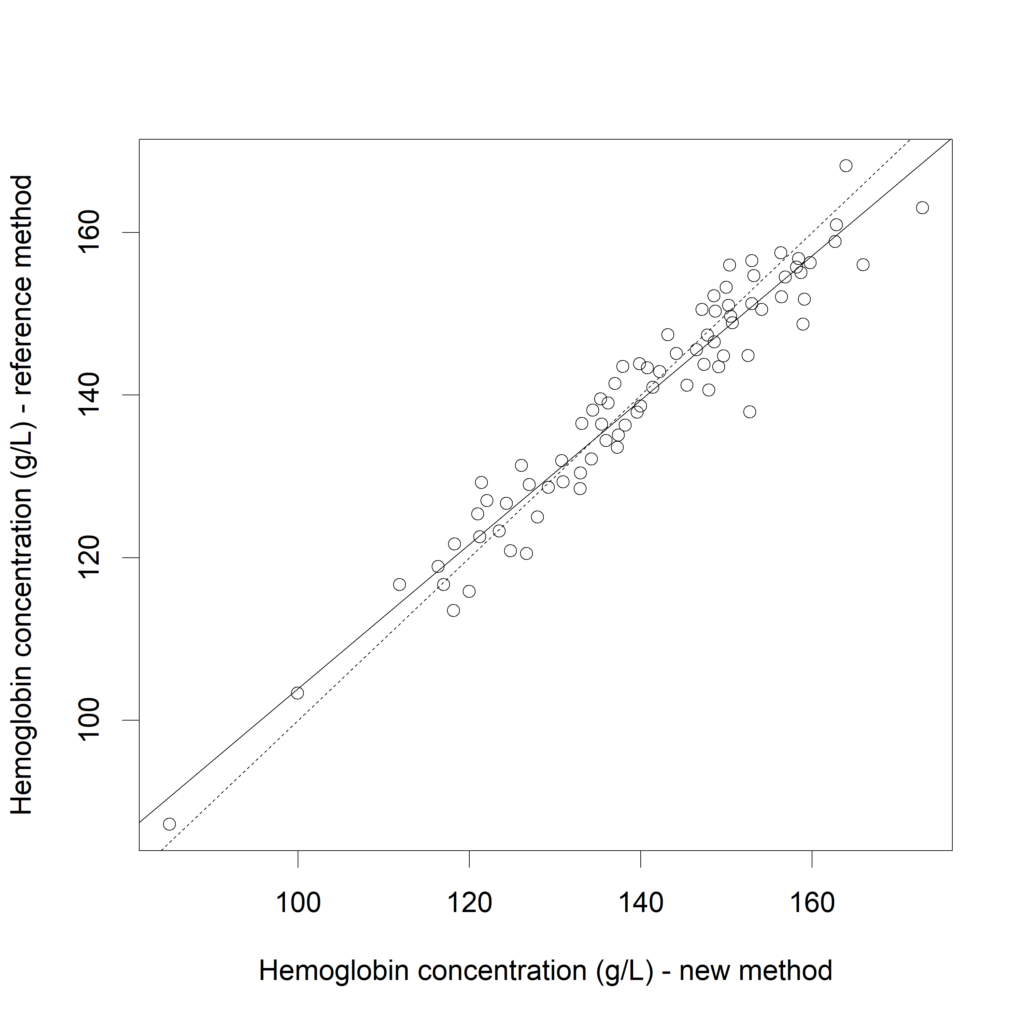 Hemoglobin concentration (g/L) - reference method
160
140
120
100
100 120 140 160
Hemoglobin concentration (g/L) - new method